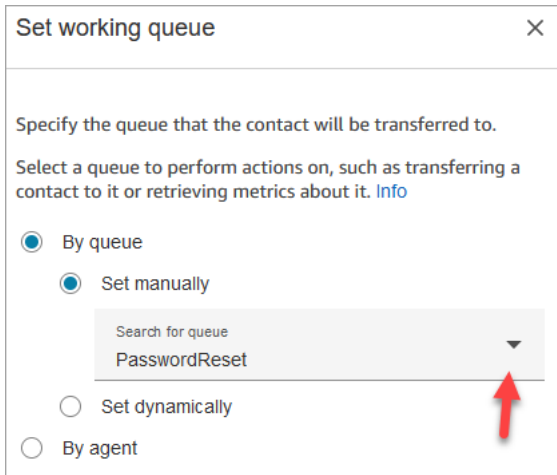 Set working queue
Specify the queue that the contact will be transferred to.
Select a queue to perform actions on, such as transferring a
contact to it or retrieving metrics about it. Info
By queue
Set manually
Search for queue
PasswordReset
Set dynamically
By agent